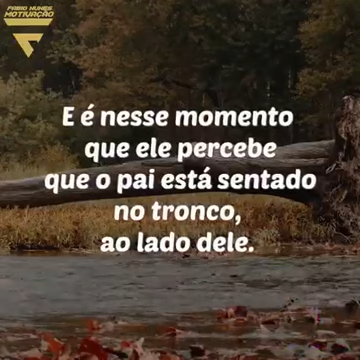 FABIO NUNES
MOTIVAÇÃO
E é nesse momento
que ele percebe
que o pai está sentado
no tronco,
ao lado dele.